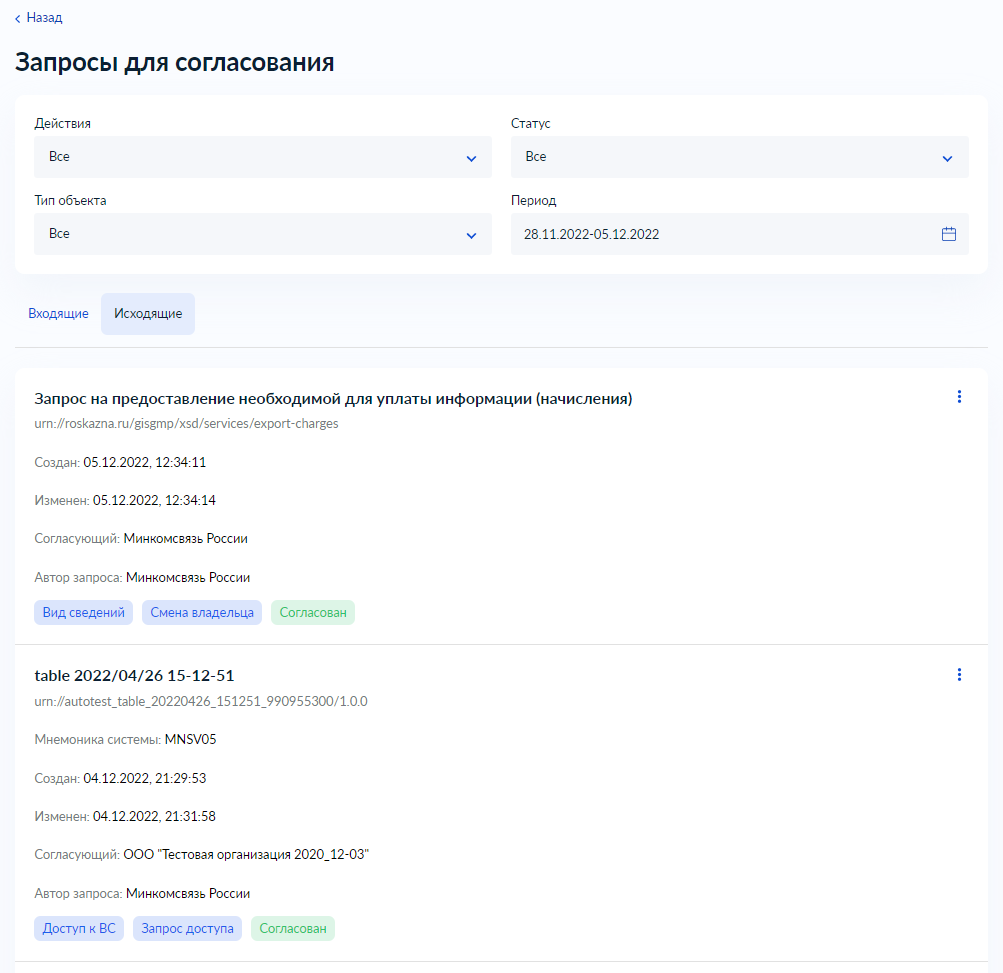 Назад
Запросы для согласования
Действия
Статус
Все
Все
Тип объекта
Период
Все
28.11.2022-05.12.2022
Входящие
Исходящие
Запрос на предоставление необходимой для уплаты информации (начисления)
urn://roskazna.ru/gisgmp/xsd/services/export-charges
Создан: 05.12.2022, 12:34:11
Изменен: 05.12.2022, 12:34:14
Согласующий: Минкомсвязь России
Автор запроса: Минкомсвязь России
Вид сведений
Смена владельца
Согласован
table 2022/04/26 15-12-51
urn://autotest_table_20220426_151251_990955300/1.0.0
Мнемоника системы: MNSV05
Создан: 04.12.2022, 21:29:53
Изменен: 04.12.2022, 21:31:58
Согласующий: ООО "Тестовая организация 2020_12-03"
Автор запроса: Минкомсвязь России
Доступ к ВС
Запрос доступа
Согласован